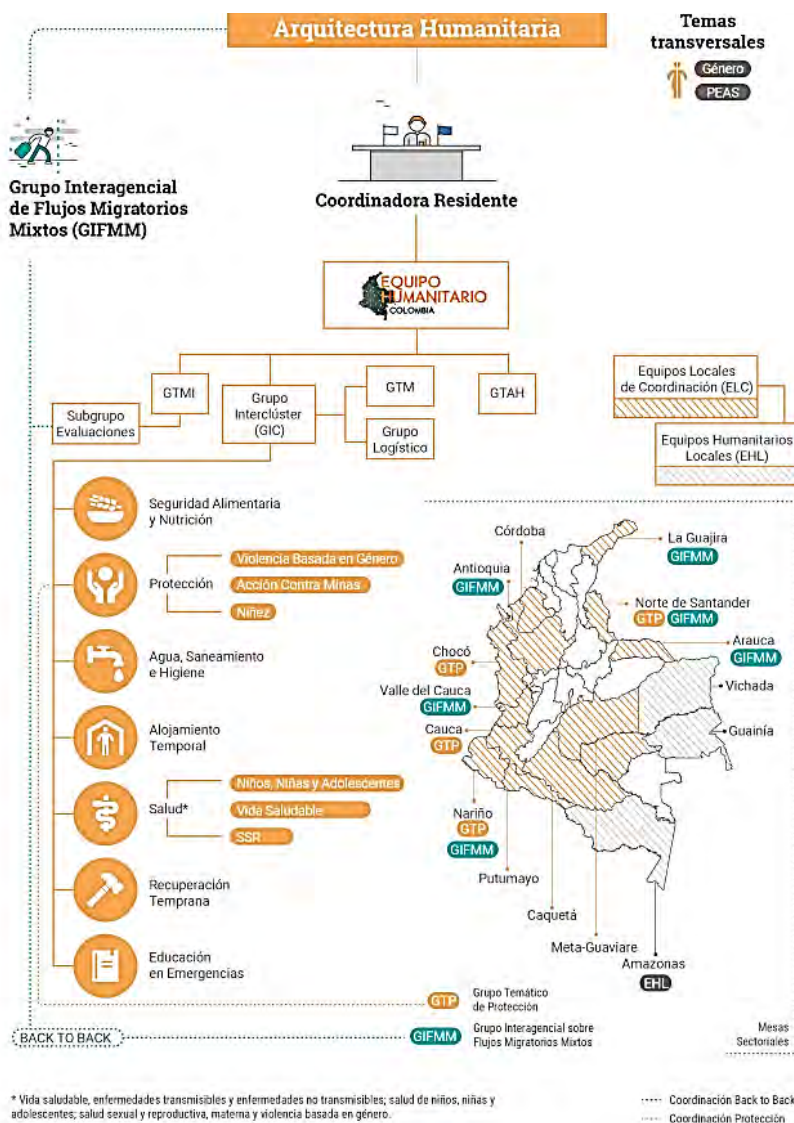 Arquitectura Humanitaria
Temas
transversales
Género
PEAS
Grupo Interagencial
de Flujos Migratorios
Mixtos (GIFMM)
Coordinadora Residente
EQUIPO
HUMANITARIO
COLOMBIA
GTMI
Grupo
Interclúster
(GIC)
GTM
GTAH
Subgrupo
Evaluaciones
Grupo
Logístico
Equipos Locales
de Coordinación (ELC)
Equipos Humanitarios
Locales (EHL)
Seguridad Alimentaria
y Nutrición
Protección
Violencia Basada en Género
Acción Contra Minas
Niñez
Agua, Saneamiento
e Higiene
Alojamiento
Temporal
Salud*
Niños, Niñas y Adolescentes
Vida Saludable
SSR
Recuperación
Temprana
Educación
en Emergencias
Córdoba
La Guajira
GIFMM
Antioquia
GIFMM
Norte de Santander
GTP GIFMM
Chocó
GTP
Arauca
GIFMM
Valle del Cauca
GIFMM
Vichada
Cauca
GTP
Guainía
Nariño
GTP
GIFMM
Putumayo
Caquetá
Meta-Guaviare
Amazonas
EHL
GTP Grupo Temático
de Protección
BACK TO BACK
GIFMM Grupo Interagencial sobre
Flujos Migratorios Mixtos
Mesas
Sectoriales
* Vida saludable, enfermedades transmisibles y enfermedades no transmisibles; salud de niños, niñas y
adolescentes; salud sexual y reproductiva, materna y violencia basada en género.
Coordinación Back to Back
Coordinación Protección